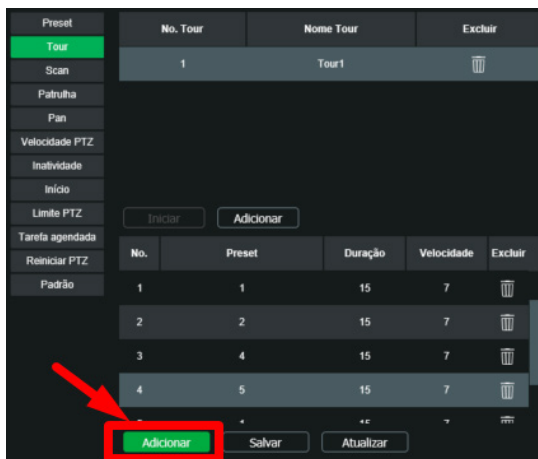 Preset
Tour
Scan
Patrulha
Pan
Velocidade PTZ
Inatividade
Início
Limite PTZ
Tarefa agendada
Reiniciar PTZ
Padrão
No. Tour Nome Tour Excluir
1 Tour1
Iniciar Adicionar
No. Preset Duração Velocidade Excluir
1 1 15 7
2 2 15 7
3 4 15 7
4 5 15 7
Adicionar Salvar Atualizar